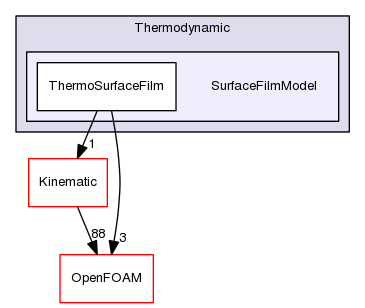 Thermodynamic
ThermoSurfaceFilm
SurfaceFilmModel
1
Kinematic
88
3
OpenFOAM